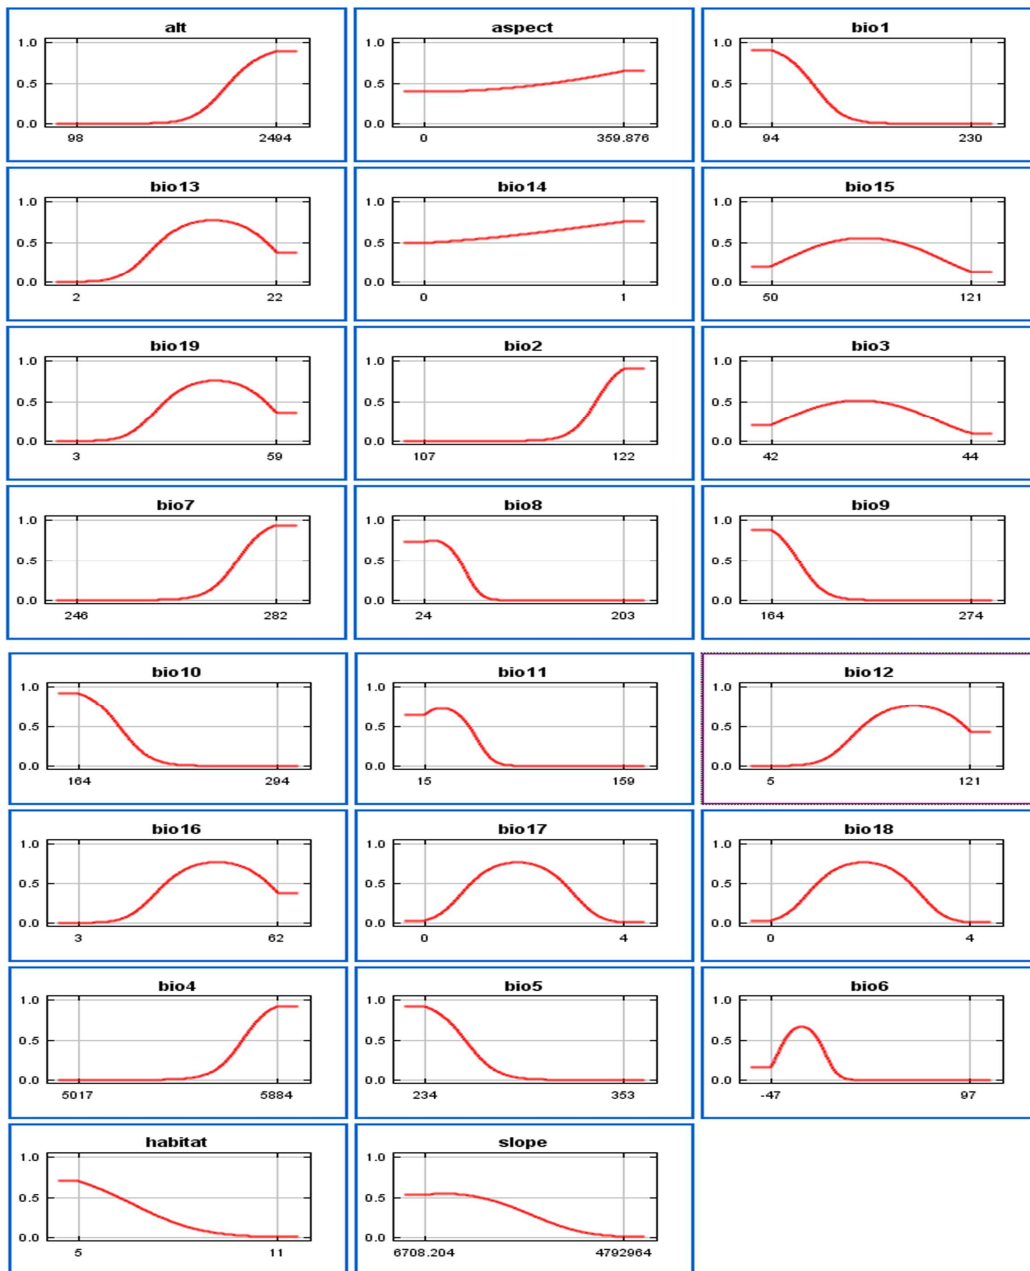 alt aspect bio1
1.0 1.0 1.0
0.5 0.5 0.5
0.0 0.0 0.0
98 2494 0 359.876 94 230
bio13 bio14 bio15
1.0 1.0 1.0
0.5 0.5 0.5
0.0 0.0 0.0
2 22 0 1 50 121
bio19 bio2 bio3
1.0 1.0 1.0
0.5 0.5 0.5
0.0 0.0 0.0
3 59 107 122 42 44
bio7 bio8 bio9
1.0 1.0 1.0
0.5 0.5 0.5
0.0 0.0 0.0
246 282 24 203 164 274
bio10 bio11 bio12
1.0 1.0 1.0
0.5 0.5 0.5
0.0 0.0 0.0
164 294 15 159 5 121
bio16 bio17 bio18
1.0 1.0 1.0
0.5 0.5 0.5
0.0 0.0 0.0
3 62 0 4 0 4
bio4 bio5 bio6
1.0 1.0 1.0
0.5 0.5 0.5
0.0 0.0 0.0
5017 5884 234 353 -47 97
habitat slope
1.0 1.0
0.5 0.5
0.0 0.0
5 11 6708.204 4792964